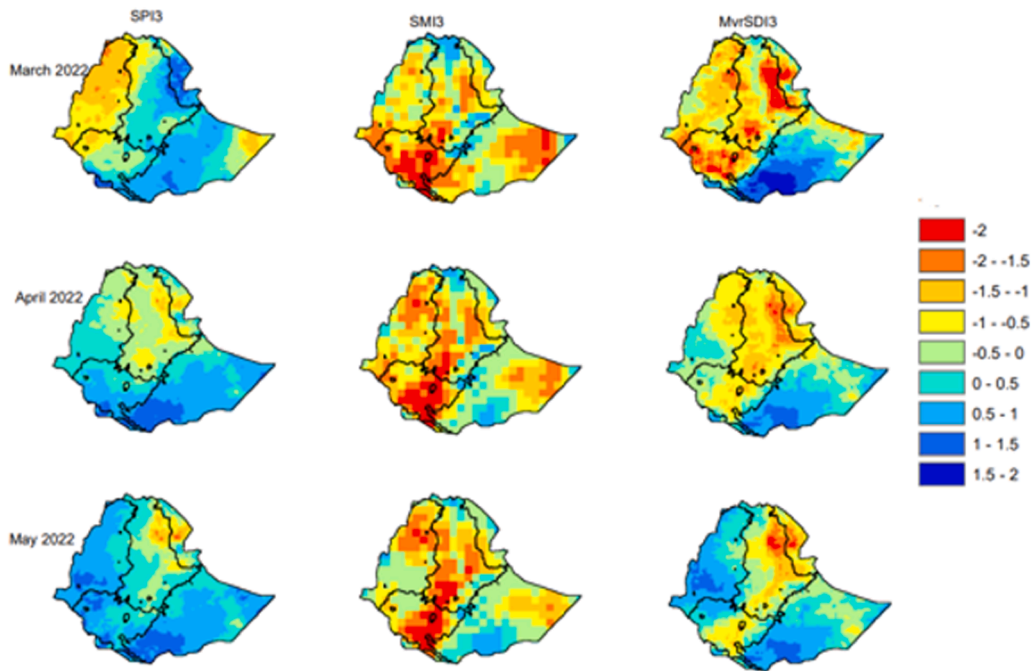 SPI3
SMI3
MvrSDI3
March 2022
April 2022
May 2022
-2
-2 - -1.5
-1.5 - -1
-1 - -0.5
-0.5 - 0
0 - 0.5
0.5 - 1
1 - 1.5
1.5 - 2